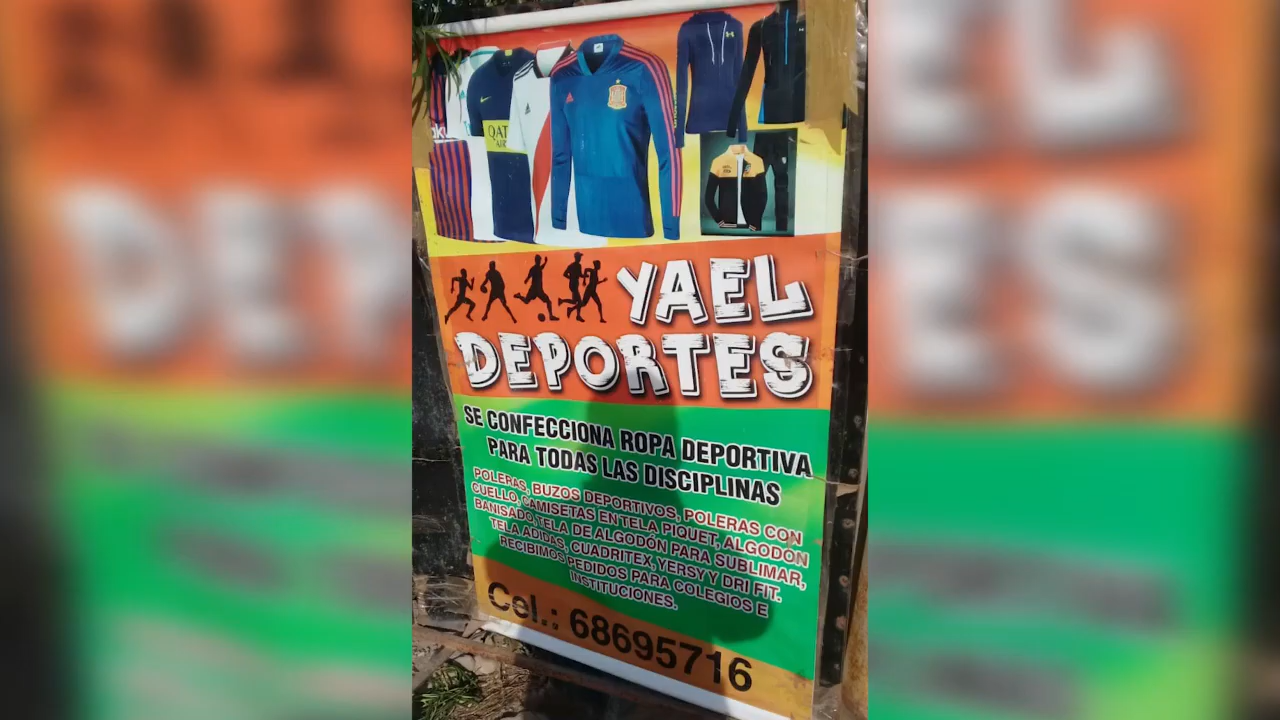 QAT
YAEL
DEPORTES
SE CONFECCIONA ROPA DEPORTIVA
PARA TODAS LAS DISCIPLINAS
POLERAS, BUZOS DEPORTIVOS, POLERAS CON
CUELLO, CAMISETAS EN TELA PIQUET, ALGODON
BANISADO, TELA DE ALGODÓN PARA SUBLIMAR,
TELA ADIDAS, CUADRITEX, YERSY Y DRI FIT.
RECIBIMOS PEDIDOS PARA COLEGIOS E
INSTITUCIONES.
Cel.: 68695716